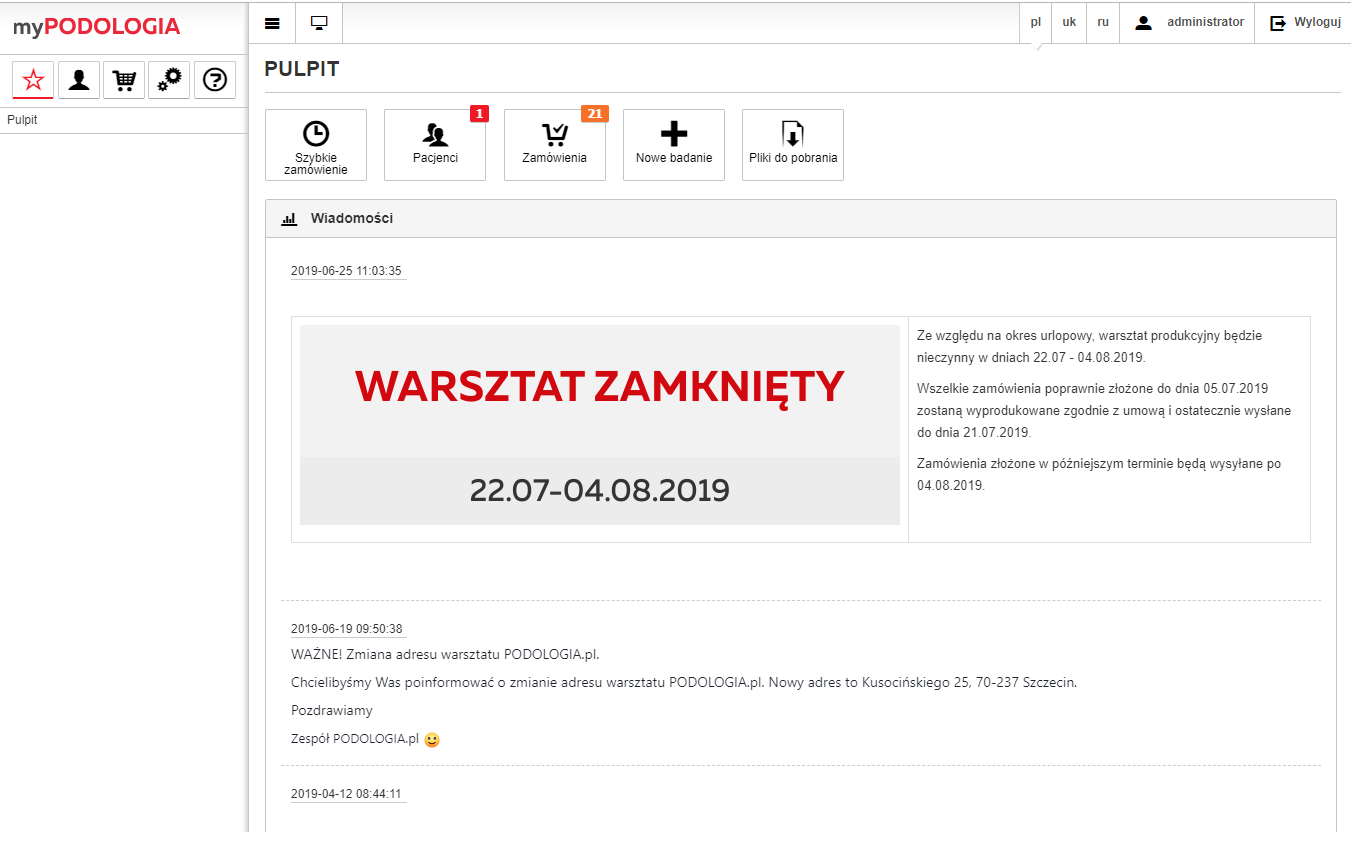 myPODOLOGIA
pl uk ru administrator Wyloguj
Pulpit
PULPIT
Szybkie
zamówienie
1
Pacjenci
21
Zamówienia
Nowe badanie
Pliki do pobrania
Wiadomości
2019-06-25 11:03:35
WARSZTAT ZAMKNIĘTY
22.07-04.08.2019
Ze względu na okres urlopowy, warsztat produkcyjny będzie
nieczynny w dniach 22.07 - 04.08.2019.
Wszelkie zamówienia poprawnie złożone do dnia 05.07.2019
zostaną wyprodukowane zgodnie z umową i ostatecznie wysłane
do dnia 21.07.2019.
Zamówienia złożone w późniejszym terminie będą wysyłane po
04.08.2019.
2019-06-19 09:50:38
WAŻNE! Zmiana adresu warsztatu PODOLOGIA.pl.
Chcielibyśmy Was poinformować o zmianie adresu warsztatu PODOLOGIA.pl. Nowy adres to Kusocińskiego 25, 70-237 Szczecin.
Pozdrawiamy
Zespół PODOLOGIA.pl 🙂
2019-04-12 08:44:11